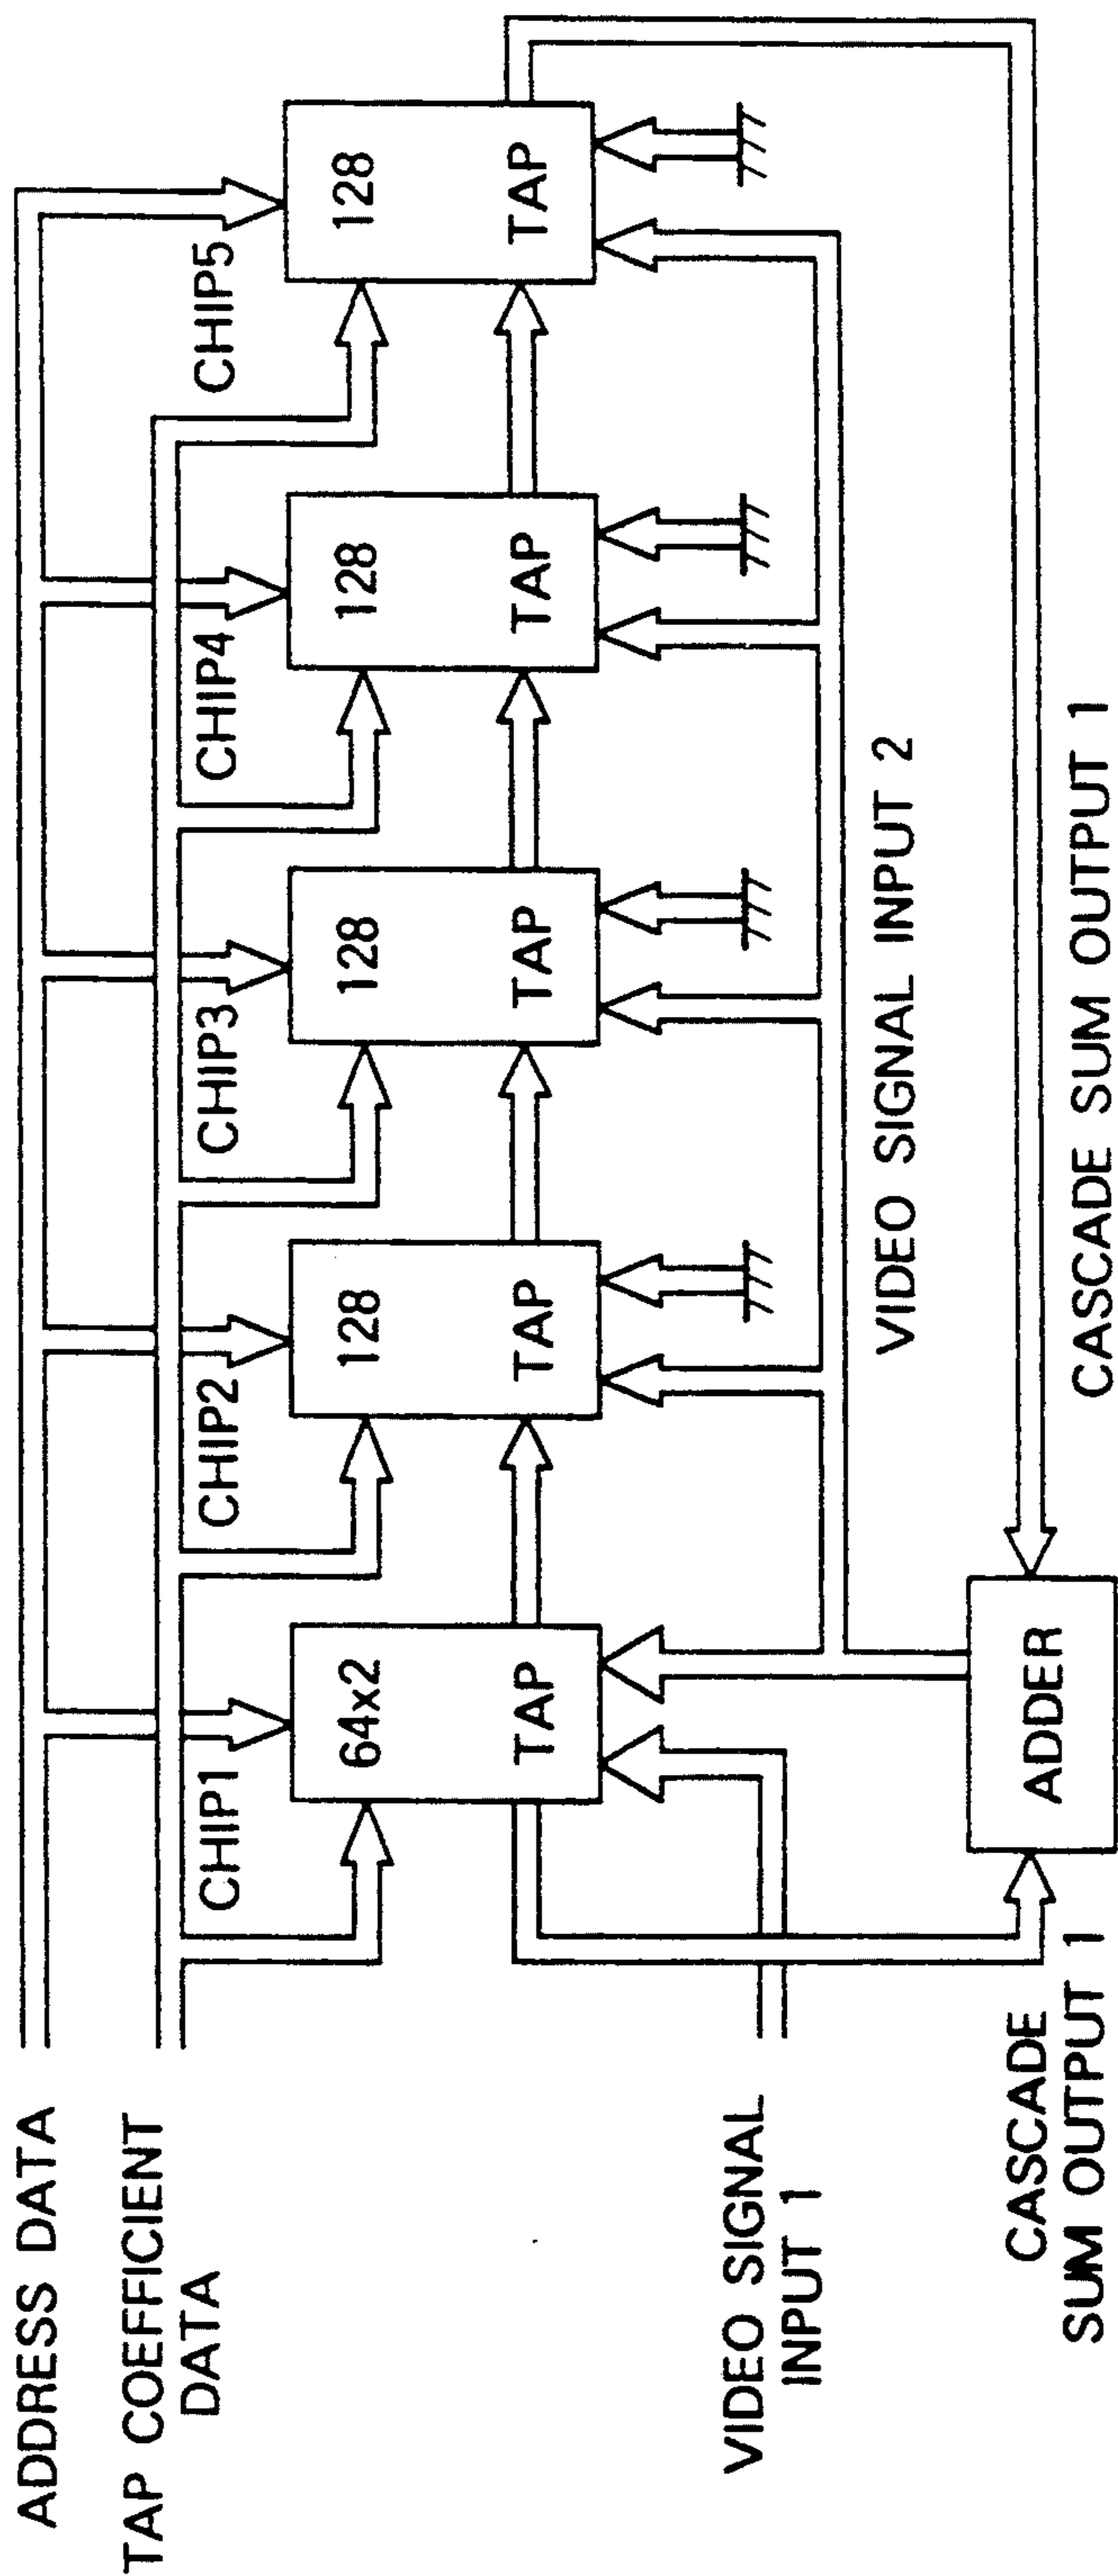 ADDRESS DATA
TAP COEFFICIENT
DATA
CHIP1
CHIP2
CHIP3
CHIP4
CHIP5
64x2
TAP
128
TAP
128
TAP
128
TAP
128
TAP
VIDEO SIGNAL
INPUT 1
VIDEO SIGNAL INPUT 2
ADDER
CASCADE
SUM OUTPUT 1
CASCADE SUM OUTPUT 1